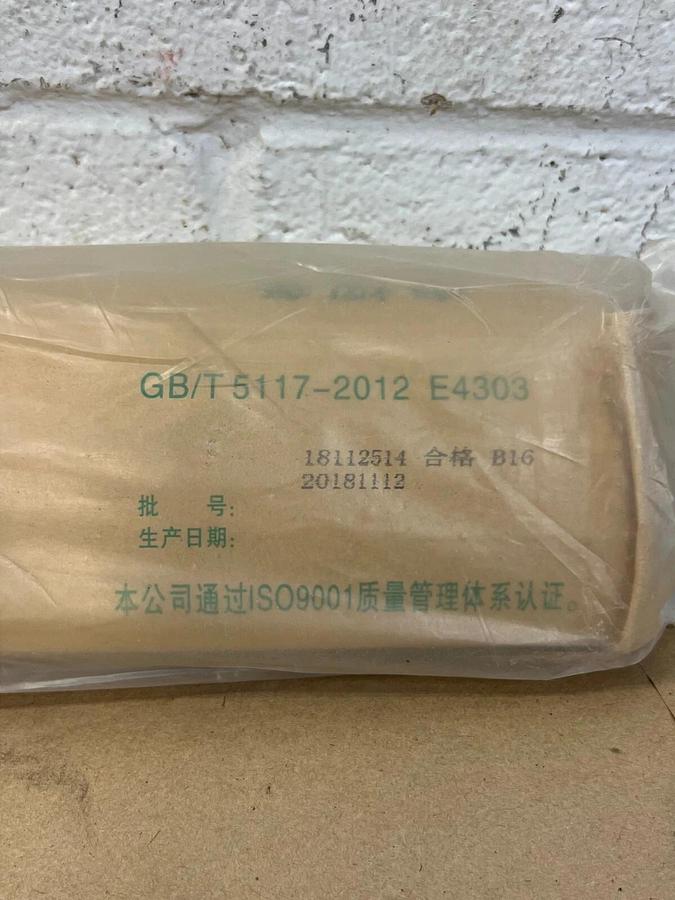 GB/T 5117-2012 E4303
18112514 合格 B16
20181112
批 号:
生产日期:
本公司通过ISO9001质量管理体系认证。